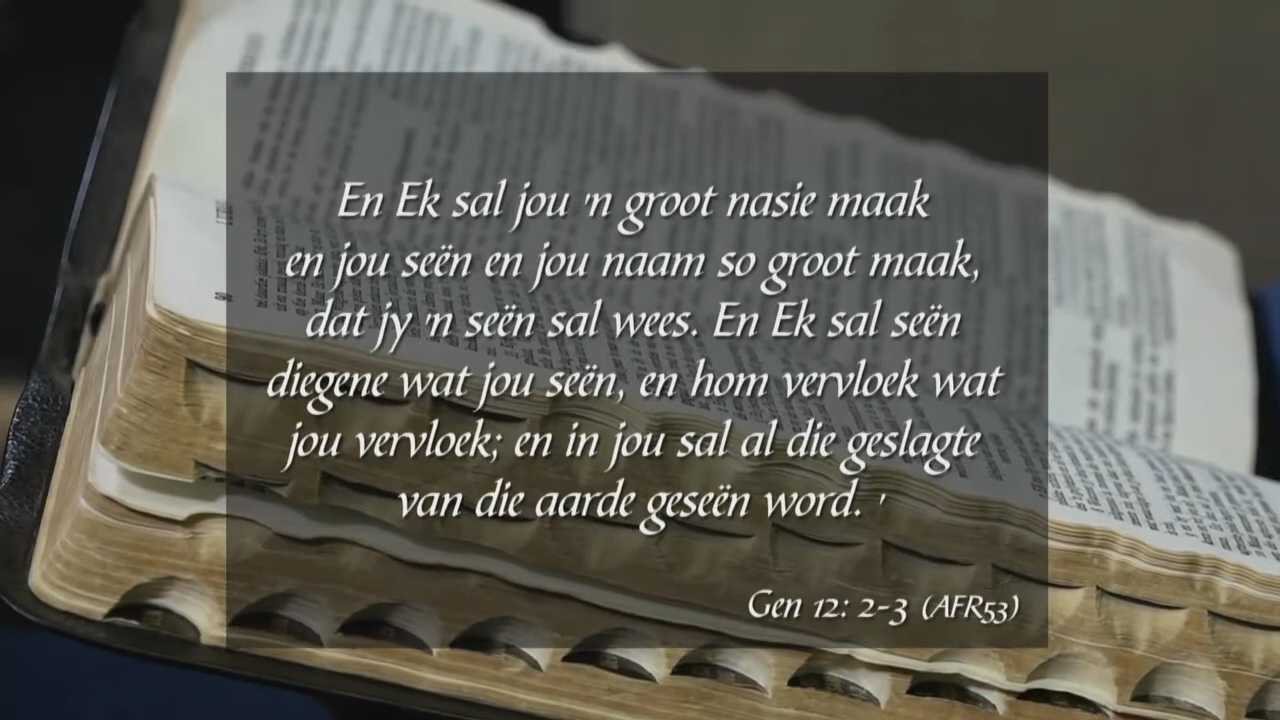 En Ek sal jou 'n groot nasie maak
en jou seën en jou naam so groot maak,
dat jy 'n seën sal wees. En Ek sal seën
diegene wat jou seën, en hom vervloek wat
jou vervloek; en in jou sal al die geslagte
van die aarde geseën word. '
Gen 12: 2-3 (AFR53)